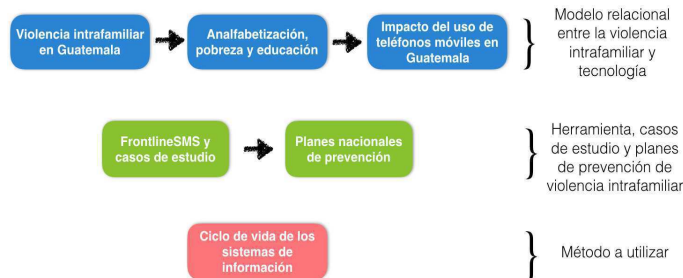 Violencia intrafamiliar
en Guatemala
Analfabetización,
pobreza y educación
Impacto del uso de
teléfonos móviles en
Guatemala
Modelo relacional
entre la violencia
intrafamiliar y
tecnología
FrontlineSMS y
casos de estudio
Planes nacionales
de prevención
Herramienta, casos
de estudio y planes
de prevención de
violencia intrafamiliar
Ciclo de vida de los
sistemas de
información
Método a utilizar